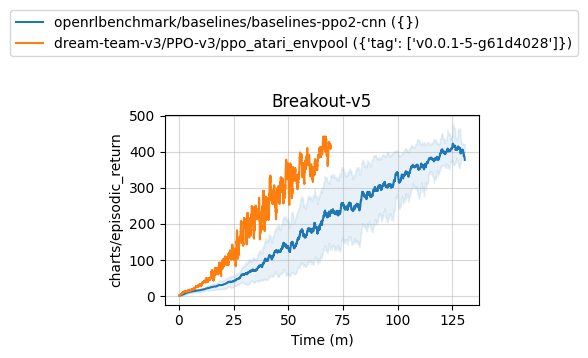 openrlbenchmark/baselines/baselines-ppo2-cnn ({})
dream-team-v3/PPO-v3/ppo_atari_envpool ({'tag': ['v0.0.1-5-g61d4028']})
Breakout-v5
charts/episodic_return
500
400
300
200
100
0
0
25
50
75
100
125
Time (m)